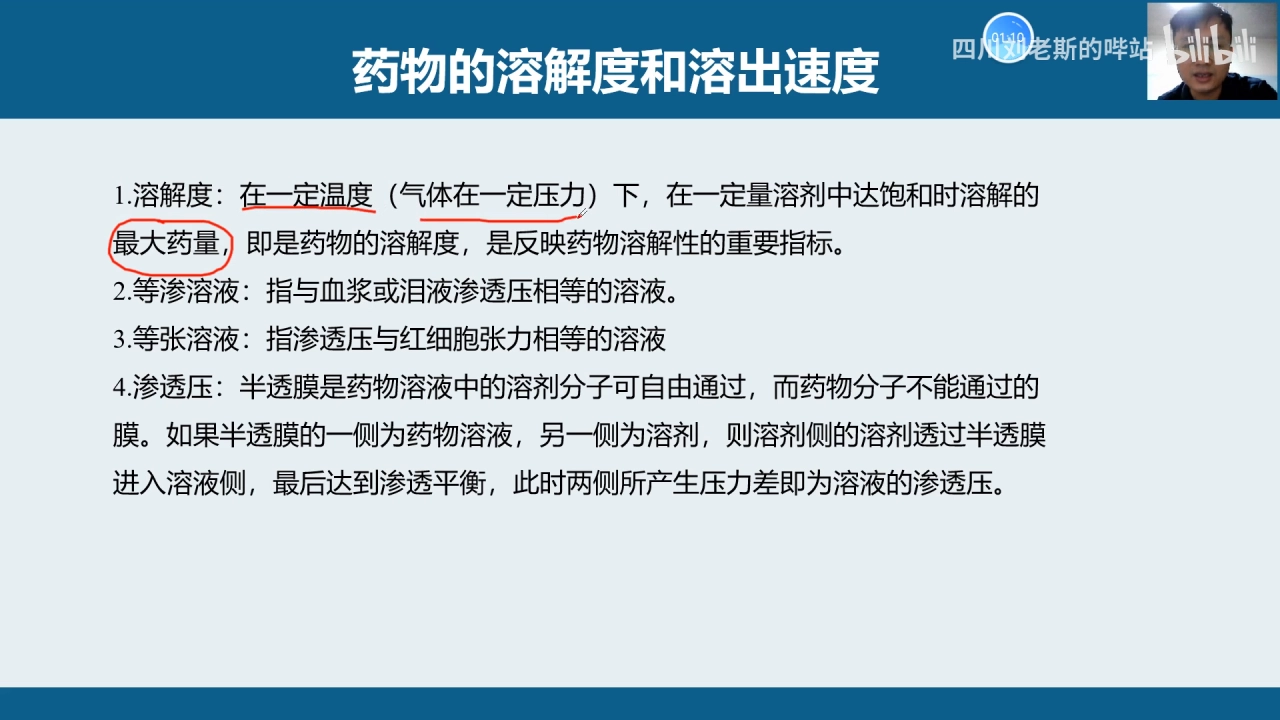 四川刘老斯的哔站
bilibili
01:10
药物的溶解度和溶出速度
1.溶解度：在一定温度（气体在一定压力）下，在一定量溶剂中达饱和时溶解的
最大药量，即是药物的溶解度，是反映药物溶解性的重要指标。
2.等渗溶液：指与血浆或泪液渗透压相等的溶液。
3.等张溶液：指渗透压与红细胞张力相等的溶液
4.渗透压：半透膜是药物溶液中的溶剂分子可自由通过，而药物分子不能通过的
膜。如果半透膜的一侧为药物溶液，另一侧为溶剂，则溶剂侧的溶剂透过半透膜
进入溶液侧，最后达到渗透平衡，此时两侧所产生压力差即为溶液的渗透压。